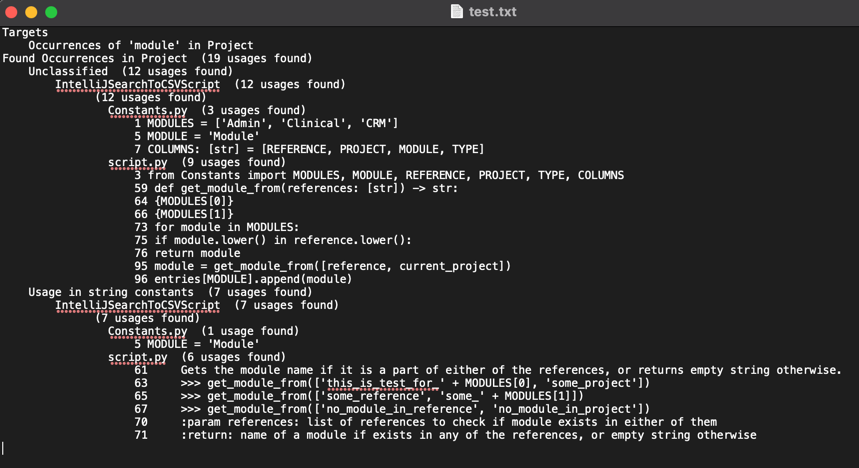 test.txt
Targets
    Occurrences of 'module' in Project
Found Occurrences in Project  (19 usages found)
    Unclassified  (12 usages found)
        IntelliJSearchToCSVScript  (12 usages found)
             (12 usages found)
                Constants.py  (3 usages found)
                    1 MODULES = ['Admin', 'Clinical', 'CRM']
                    5 MODULE = 'Module'
                    7 COLUMNS: [str] = [REFERENCE, PROJECT, MODULE, TYPE]
                script.py  (9 usages found)
                    3 from Constants import MODULES, MODULE, REFERENCE, PROJECT, TYPE, COLUMNS
                    59 def get_module_from(references: [str]) -> str:
                    64 {MODULES[0]}
                    66 {MODULES[1]}
                    73 for module in MODULES:
                    75 if module.lower() in reference.lower():
                    76 return module
                    95 module = get_module_from([reference, current_project])
                    96 entries[MODULE].append(module)
    Usage in string constants  (7 usages found)
        IntelliJSearchToCSVScript  (7 usages found)
             (7 usages found)
                Constants.py  (1 usage found)
                    5 MODULE = 'Module'
                script.py  (6 usages found)
                    61     Gets the module name if it is a part of either of the references, or returns empty string otherwise.
                    63     >>> get_module_from(['this_is_test_for_' + MODULES[0], 'some_project'])
                    65     >>> get_module_from(['some_reference', 'some_' + MODULES[1]])
                    67     >>> get_module_from(['no_module_in_reference', 'no_module_in_project'])
                    70     :param references: list of references to check if module exists in either of them
                    71     :return: name of a module if exists in any of the references, or empty string otherwise